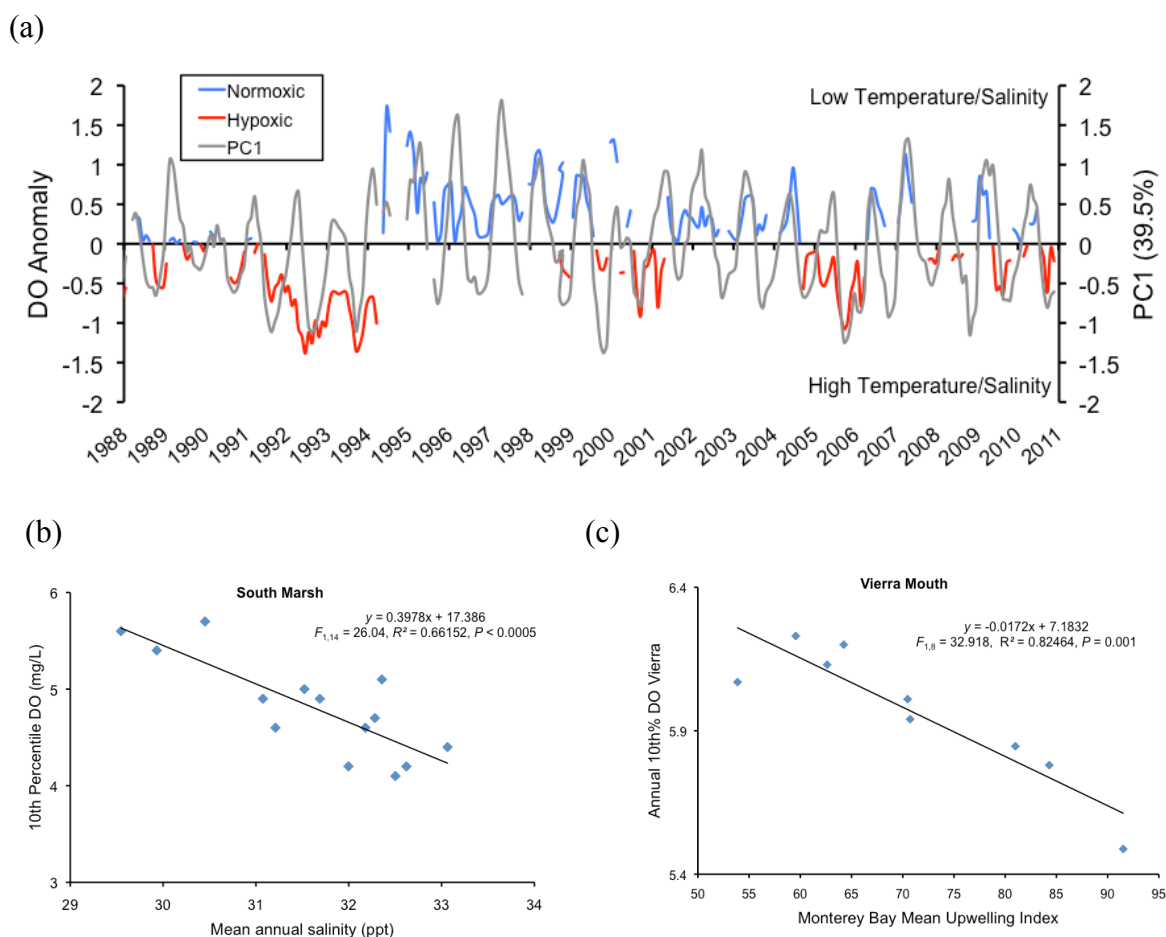 (a)
Normoxic
Hypoxic
PC1
Low Temperature/Salinity
High Temperature/Salinity
DO Anomaly
2
1.5
1
0.5
0
-0.5
-1
-1.5
-2
PC1 (39.5%)
2
1.5
1
0.5
0
-0.5
-1
-1.5
-2
1988 1989 1990 1991 1992 1993 1994 1995 1996 1997 1998 1999 2000 2001 2002 2003 2004 2005 2006 2007 2008 2009 2010 2011
(b)
South Marsh
y = 0.3978x + 17.386
F1,14 = 26.04, R² = 0.66152, P < 0.0005
10th Percentile DO (mg/L)
6
5
4
3
29 30 31 32 33 34
Mean annual salinity (ppt)
(c)
Vierra Mouth
y = -0.0172x + 7.1832
F1,8 = 32.918, R² = 0.82464, P = 0.001
Annual 10th% DO Vierra
6.4
5.9
5.4
50 55 60 65 70 75 80 85 90 95
Monterey Bay Mean Upwelling Index